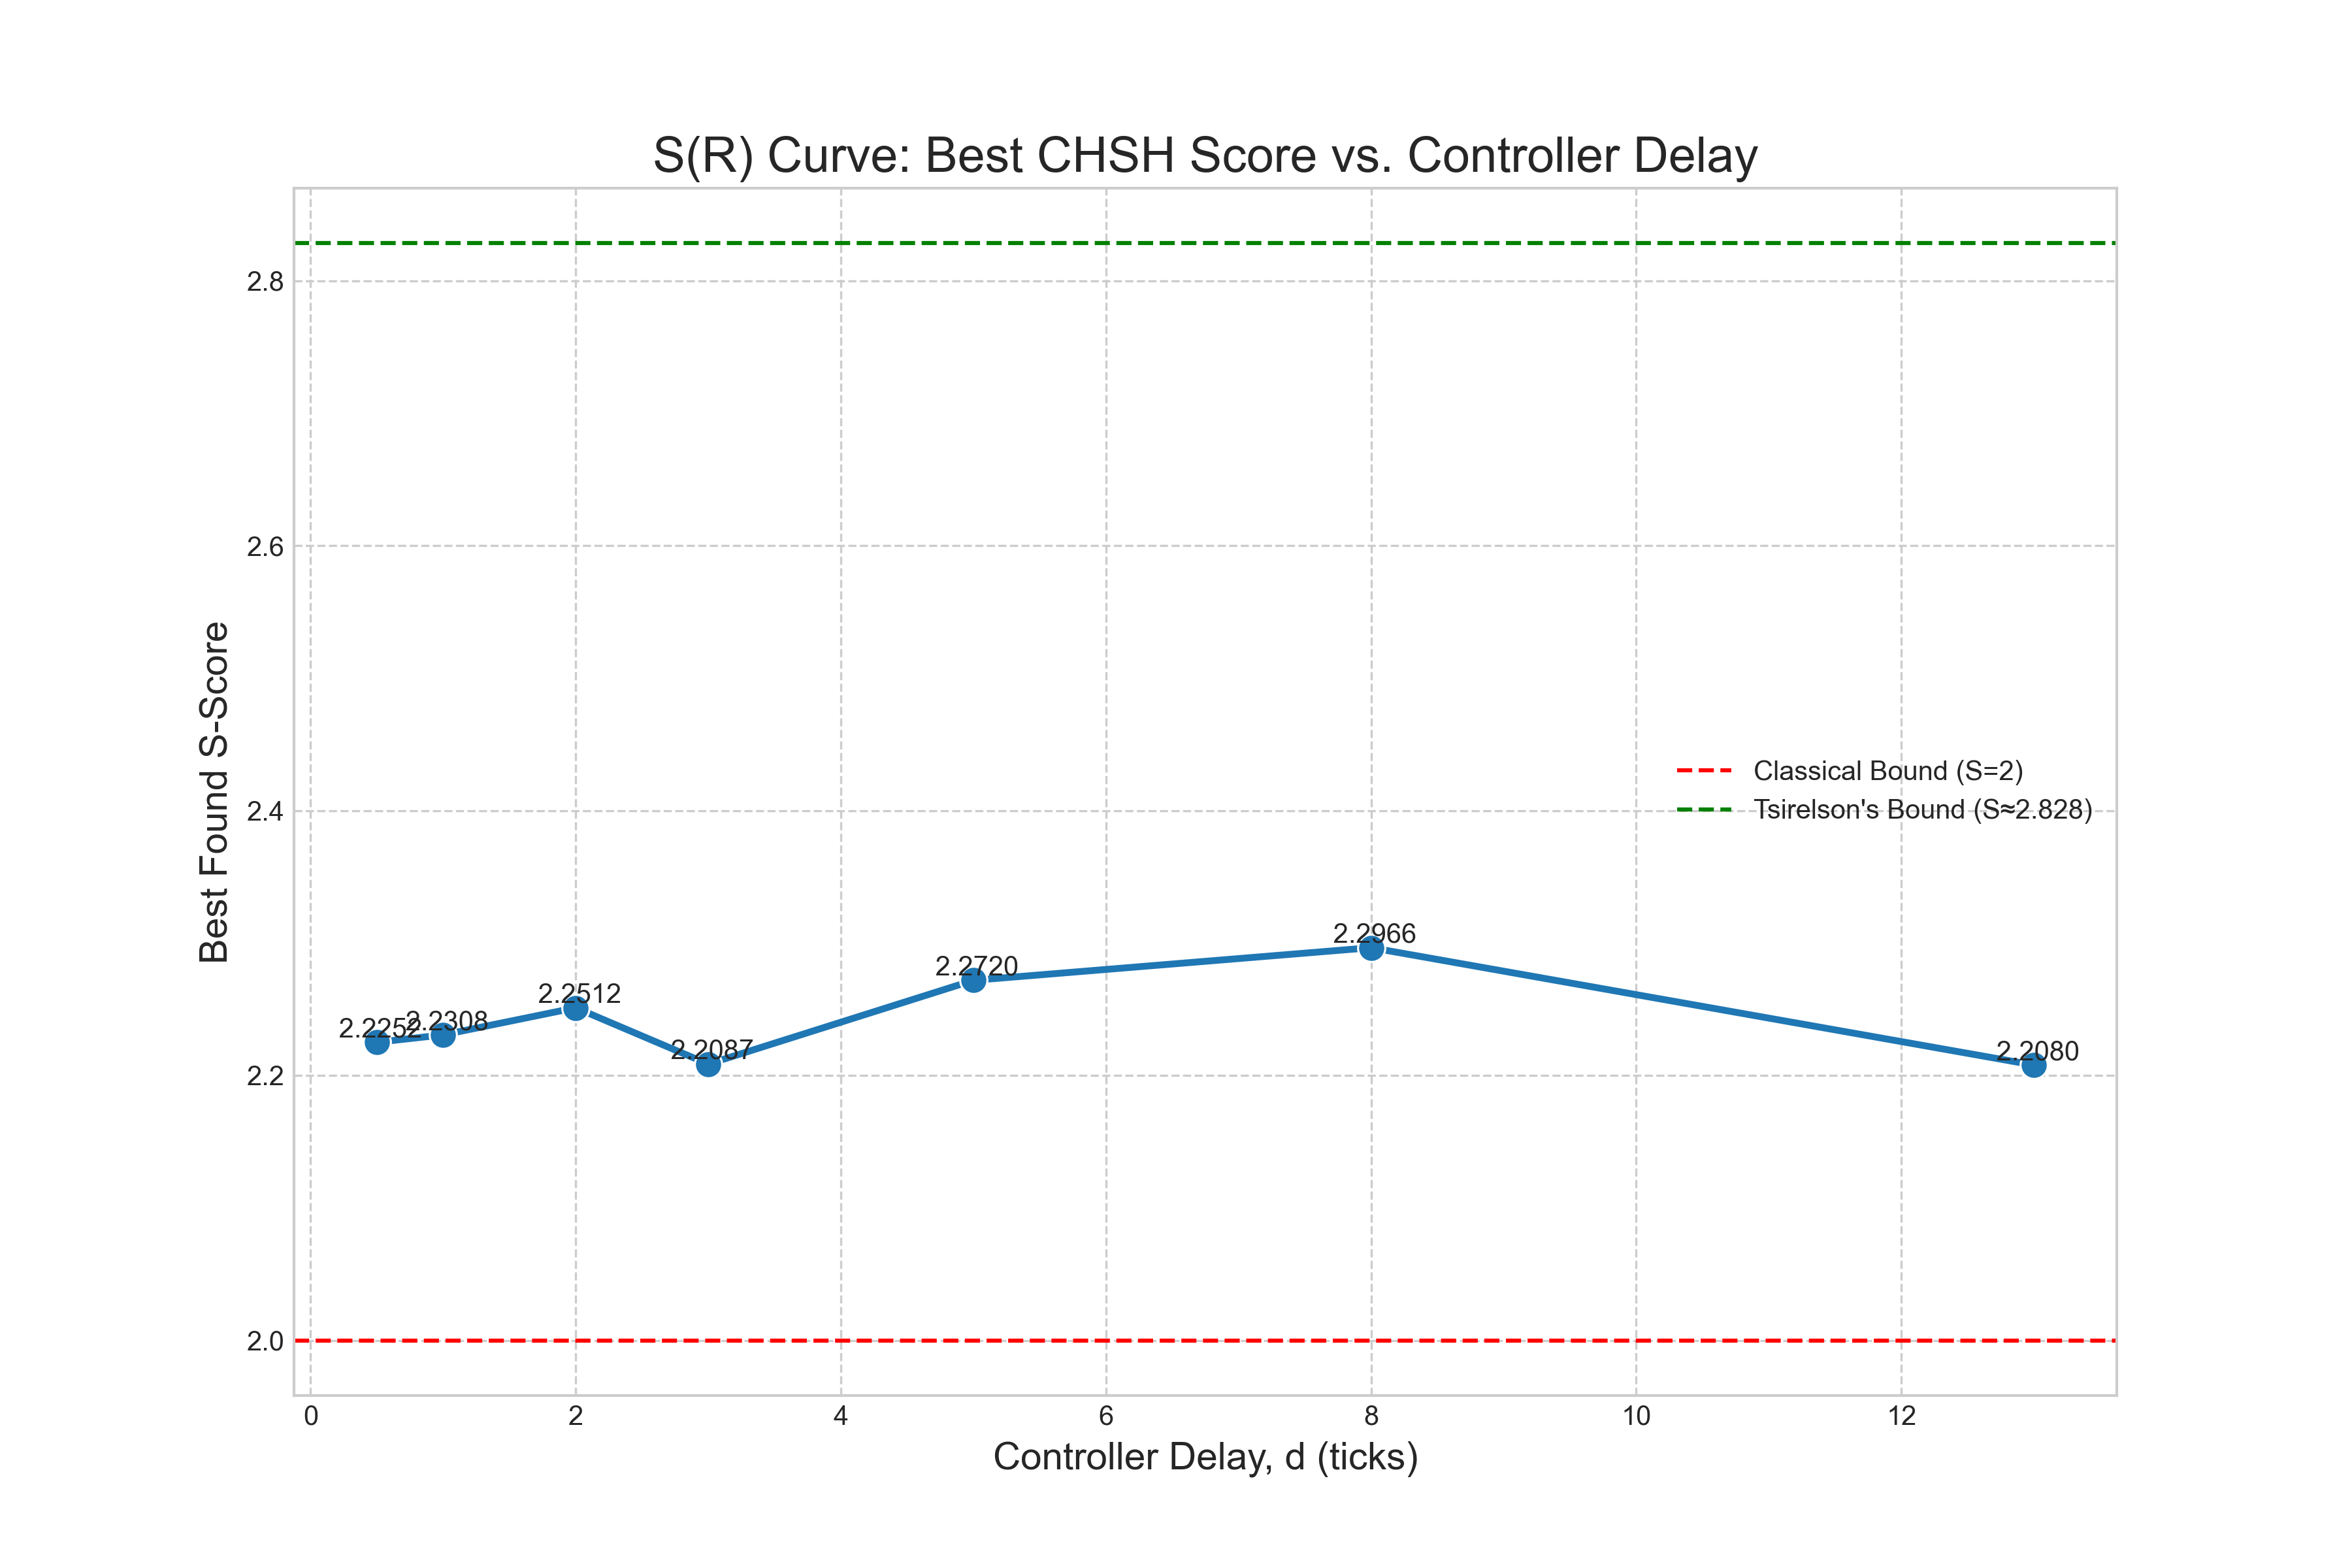 S(R) Curve: Best CHSH Score vs. Controller Delay
2.8
2.6
2.4
2.2
2.0
Best Found S-Score
Classical Bound (S=2)
Tsirelson's Bound (S≈2.828)
2.2252
2.2308
2.2512
2.2087
2.2720
2.2966
2.2080
0 2 4 6 8 10 12
Controller Delay, d (ticks)